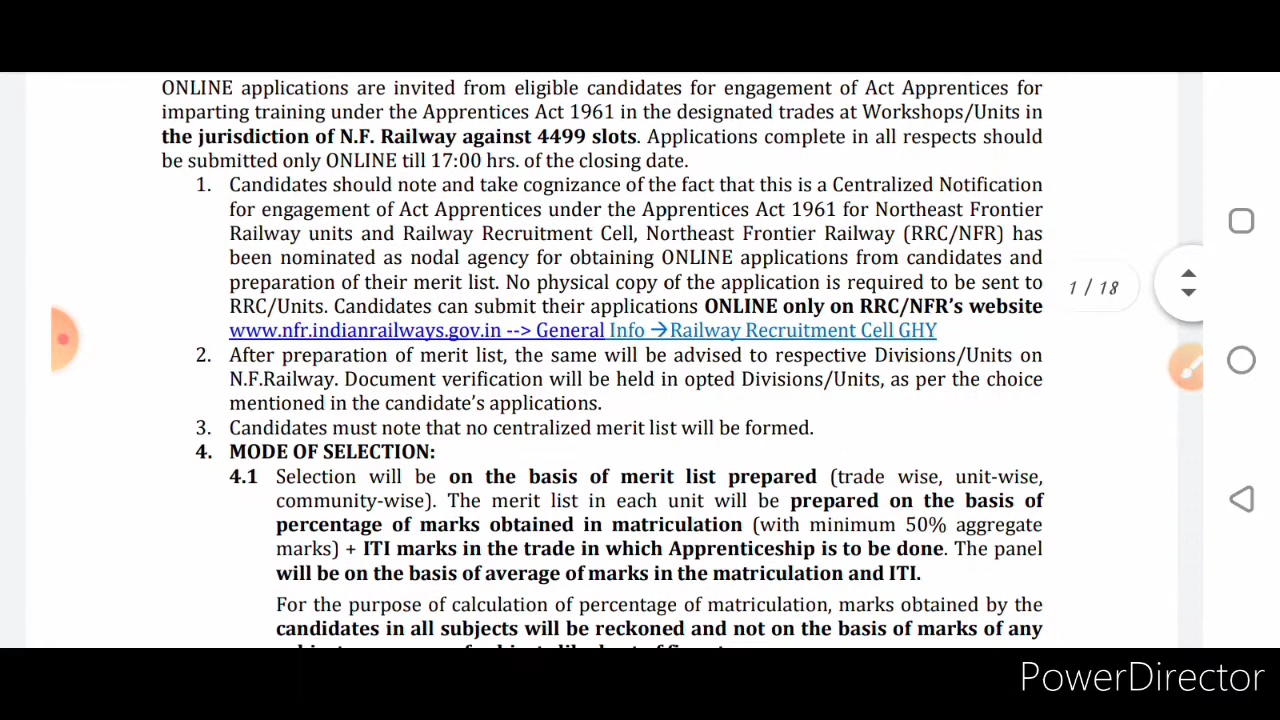 ONLINE applications are invited from eligible candidates for engagement of Act Apprentices for
imparting training under the Apprentices Act 1961 in the designated trades at Workshops/Units in
the jurisdiction of N.F. Railway against 4499 slots. Applications complete in all respects should
be submitted only ONLINE till 17:00 hrs. of the closing date.
1. Candidates should note and take cognizance of the fact that this is a Centralized Notification
for engagement of Act Apprentices under the Apprentices Act 1961 for Northeast Frontier
Railway units and Railway Recruitment Cell, Northeast Frontier Railway (RRC/NFR) has
been nominated as nodal agency for obtaining ONLINE applications from candidates and
preparation of their merit list. No physical copy of the application is required to be sent to
RRC/Units. Candidates can submit their applications ONLINE only on RRC/NFR's website
www.nfr.indianrailways.gov.in --> General Info →Railway Recruitment Cell GHY
2. After preparation of merit list, the same will be advised to respective Divisions/Units on
N.F.Railway. Document verification will be held in opted Divisions/Units, as per the choice
mentioned in the candidate's applications.
3. Candidates must note that no centralized merit list will be formed.
4. MODE OF SELECTION:
4.1 Selection will be on the basis of merit list prepared (trade wise, unit-wise,
community-wise). The merit list in each unit will be prepared on the basis of
percentage of marks obtained in matriculation (with minimum 50% aggregate
marks) + ITI marks in the trade in which Apprenticeship is to be done. The panel
will be on the basis of average of marks in the matriculation and ITI.
For the purpose of calculation of percentage of matriculation, marks obtained by the
candidates in all subjects will be reckoned and not on the basis of marks of any
1 / 18
PowerDirector